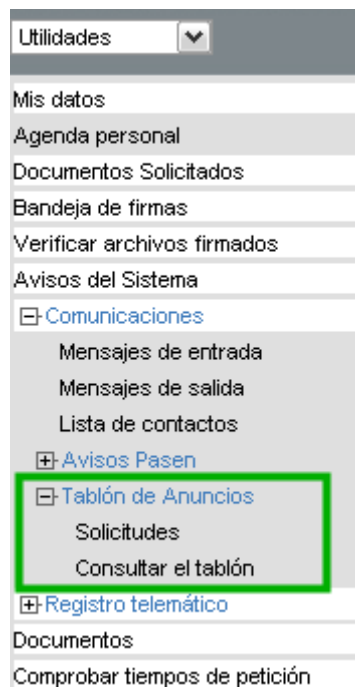 Utilidades
Mis datos
Agenda personal
Documentos Solicitados
Bandeja de firmas
Verificar archivos firmados
Avisos del Sistema
Comunicaciones
Mensajes de entrada
Mensajes de salida
Lista de contactos
Avisos Pasen
Tablón de Anuncios
Solicitudes
Consultar el tablón
Registro telemático
Documentos
Comprobar tiempos de petición